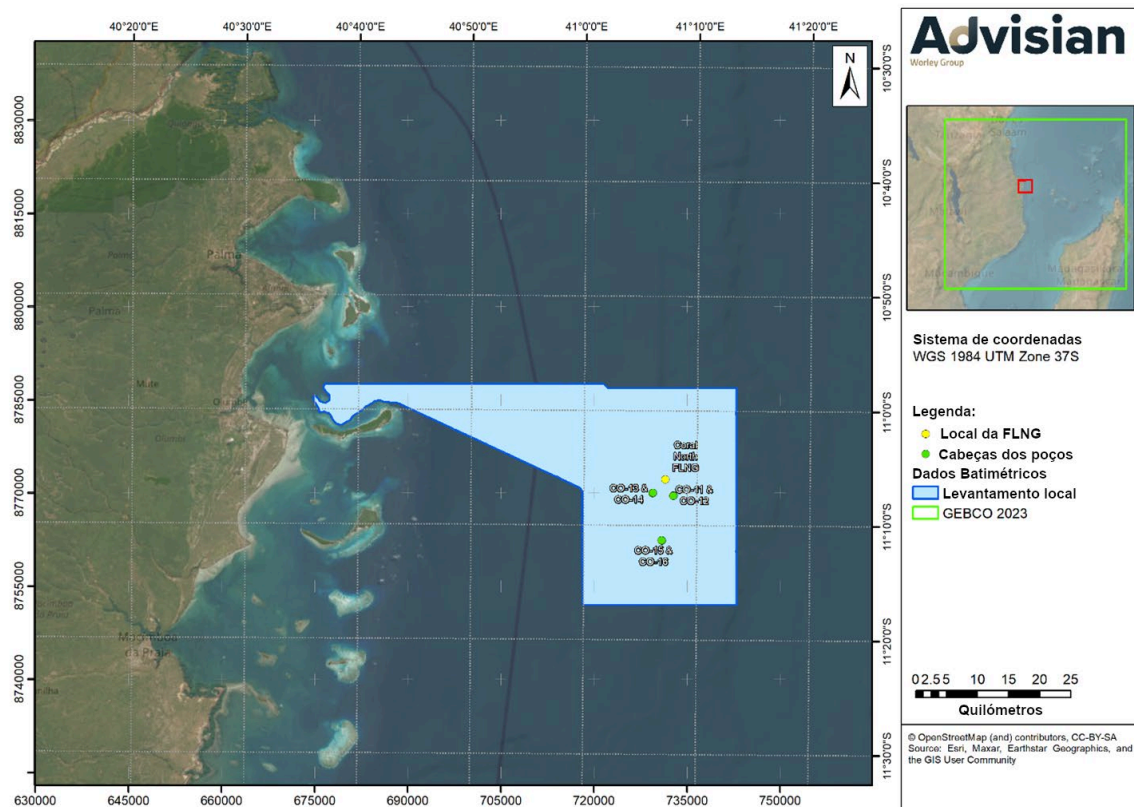 40°20'0"E
40°30'0"E
40°40'0"E
40°50'0"E
41°0'0"E
41°10'0"E
41°20'0"E
N
Palma
Palma
Mute
Coral
North
FLNG
CO-13 &
CO-14
CO-11 &
CO-12
CO-15 &
CO-16
8830000
8815000
8800000
8785000
8770000
8755000
8740000
10°30'0"S
10°40'0"S
10°50'0"S
11°0'0"S
11°10'0"S
11°20'0"S
11°30'0"S
630000
645000
660000
675000
690000
705000
720000
735000
750000
Advisian
Worley Group
Salaam
Sistema de coordenadas
WGS 1984 UTM Zone 37S
Legenda:
Local da FLNG
Cabeças dos poços
Dados Batimétricos
Levantamento local
GEBCO 2023
0 2.5 5 10 15 20 25
Quilómetros
© OpenStreetMap (and) contributors, CC-BY-SA
Source: Esri, Maxar, Earthstar Geographics, and
the GIS User Community